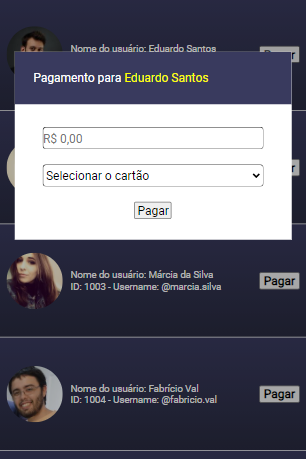 Nome do usuário: Eduardo Santos
Pagar
Pagamento para Eduardo Santos
R$ 0,00
Selecionar o cartão
Pagar
Nome do usuário: Márcia da Silva
ID: 1003 - Username: @marcia.silva
Pagar
Nome do usuário: Fabrício Val
ID: 1004 - Username: @fabricio.val
Pagar